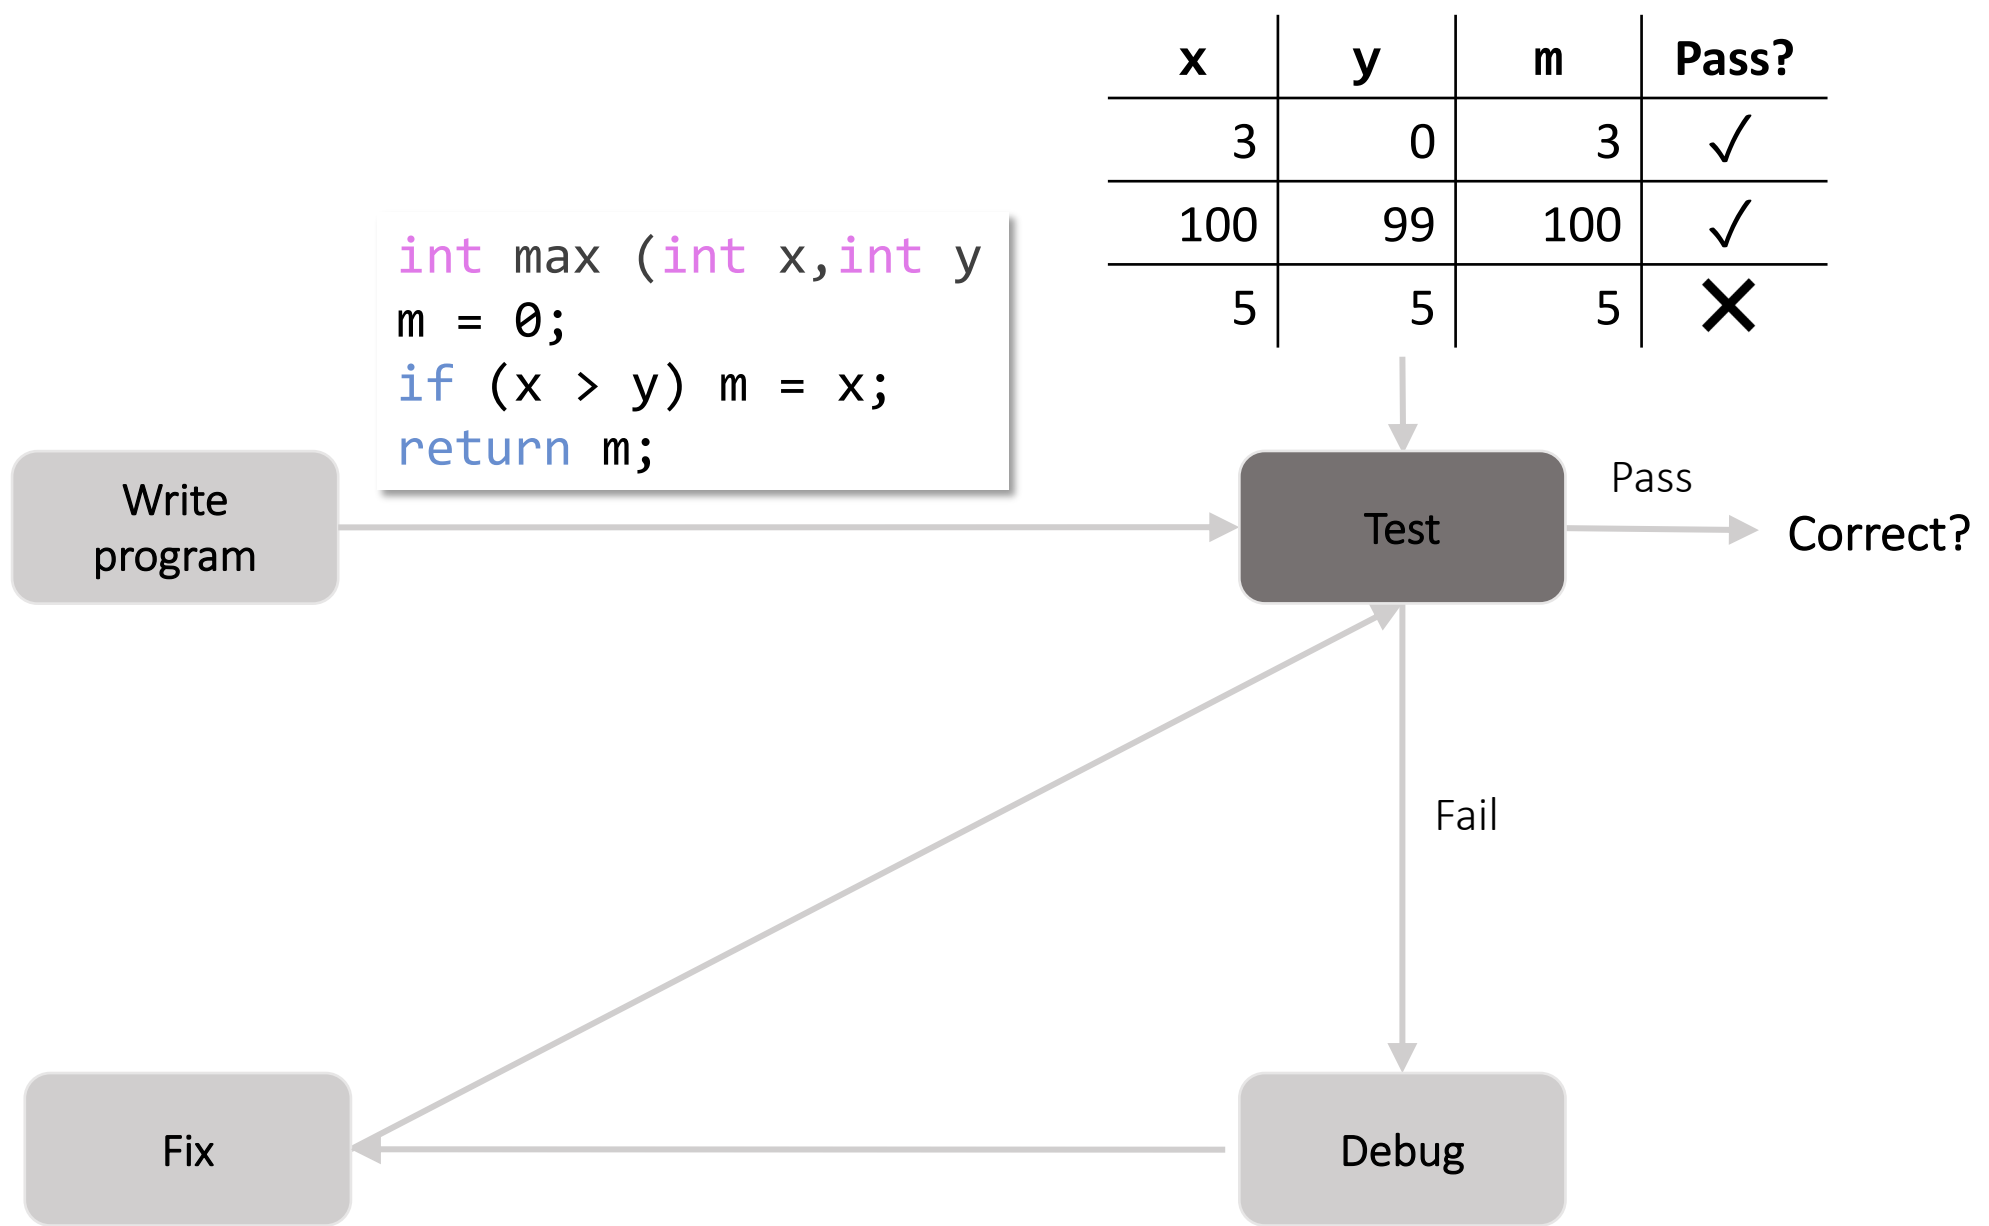 x y m Pass?
3 0 3 ✓
100 99 100 ✓
5 5 5 ✕
int max (int x,int y
m = 0;
if (x > y) m = x;
return m;
Write
program
Test
Pass
Correct?
Fail
Fix
Debug